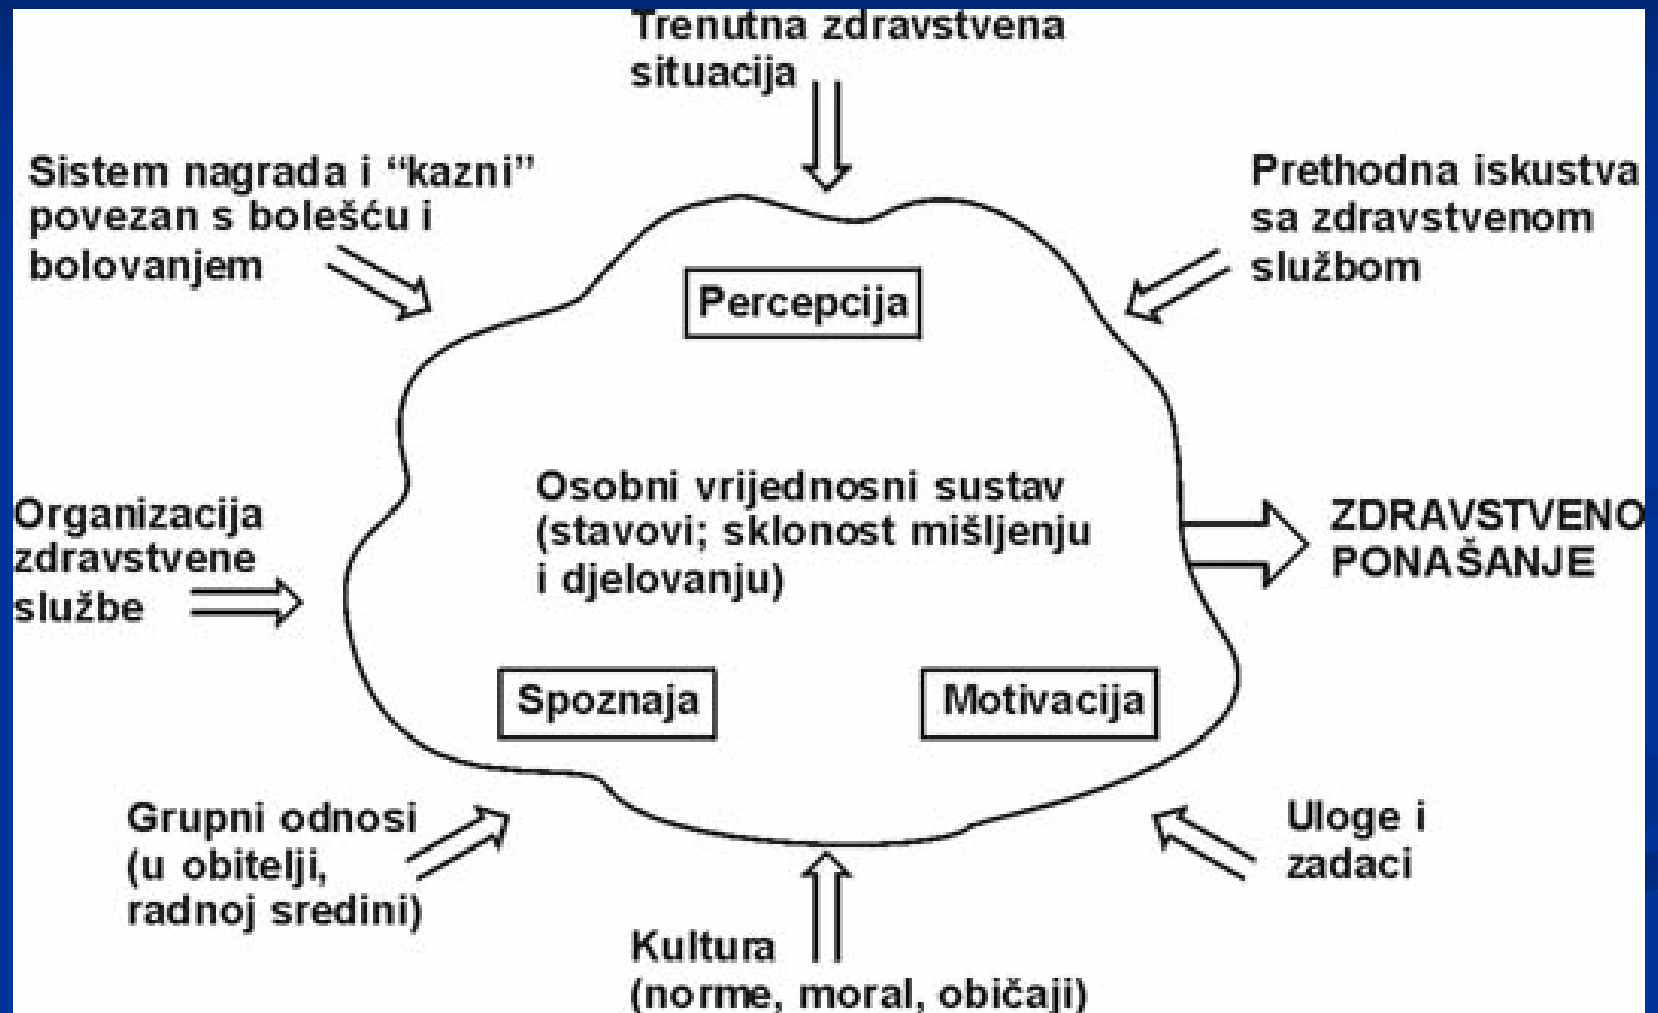 Trenutna zdravstvena
situacija
Sistem nagrada i “kazni”
povezan s bolešću i
bolovanjem
Prethodna iskustva
sa zdravstvenom
službom
Percepcija
Osobni vrijednosni sustav
(stavovi; sklonost mišljenju
i djelovanju)
Organizacija
zdravstvene
službe
ZDRAVSTVENO
PONAŠANJE
Spoznaja
Motivacija
Grupni odnosi
(u obitelji,
radnoj sredini)
Uloge i
zadaci
Kultura
(norme, moral, običaji)